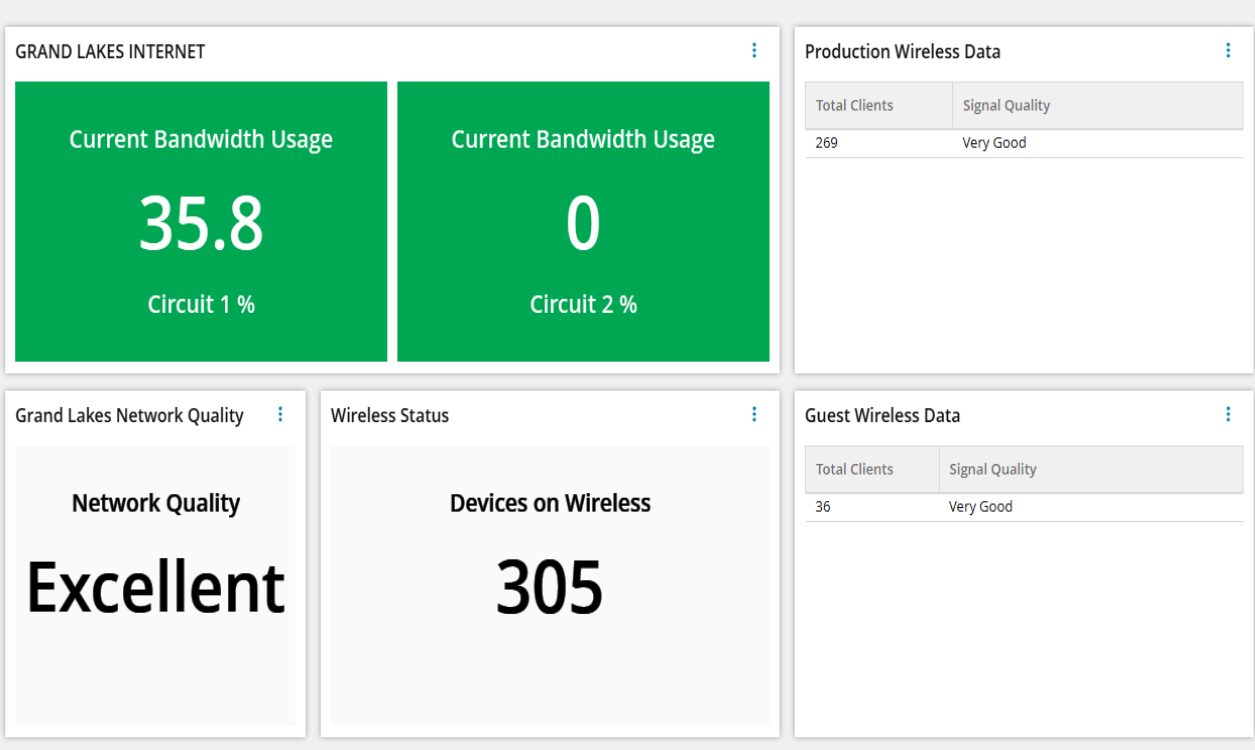 GRAND LAKES INTERNET
Current Bandwidth Usage
35.8
Circuit 1 %
Current Bandwidth Usage
0
Circuit 2 %
Production Wireless Data
Total Clients Signal Quality
269 Very Good
Grand Lakes Network Quality
Network Quality
Excellent
Wireless Status
Devices on Wireless
305
Guest Wireless Data
Total Clients Signal Quality
36 Very Good